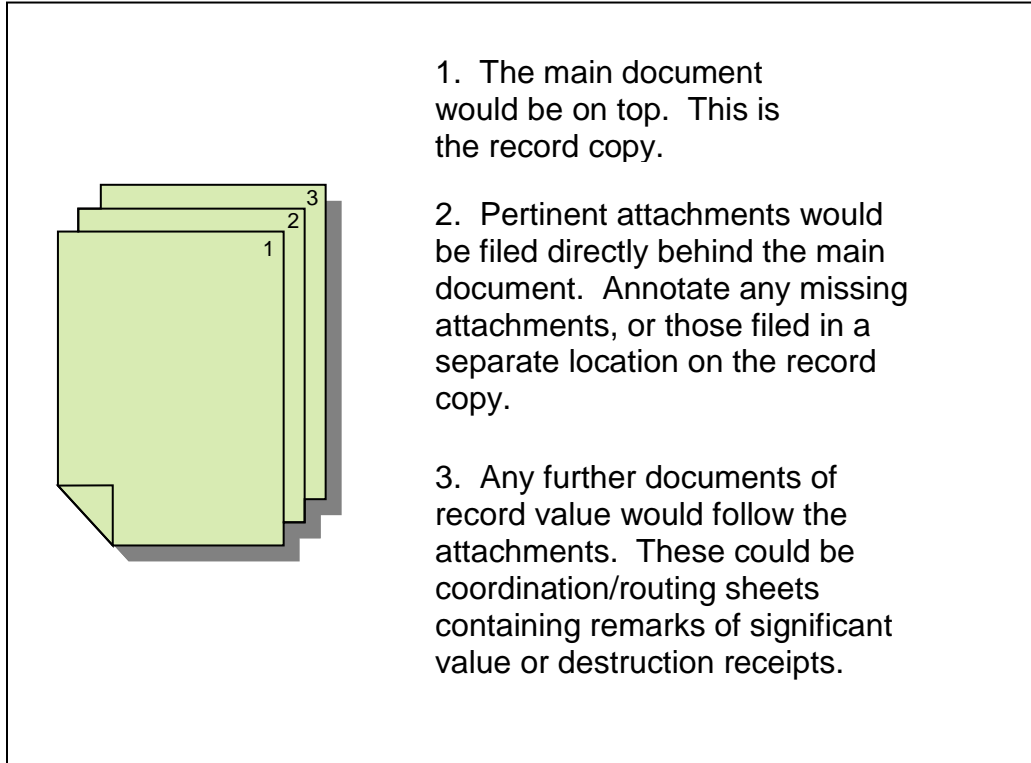 1.  The main document
would be on top.  This is
the record copy.
3
2
1
2.  Pertinent attachments would
be filed directly behind the main
document.  Annotate any missing
attachments, or those filed in a
separate location on the record
copy.
3.  Any further documents of
record value would follow the
attachments.  These could be
coordination/routing sheets
containing remarks of significant
value or destruction receipts.